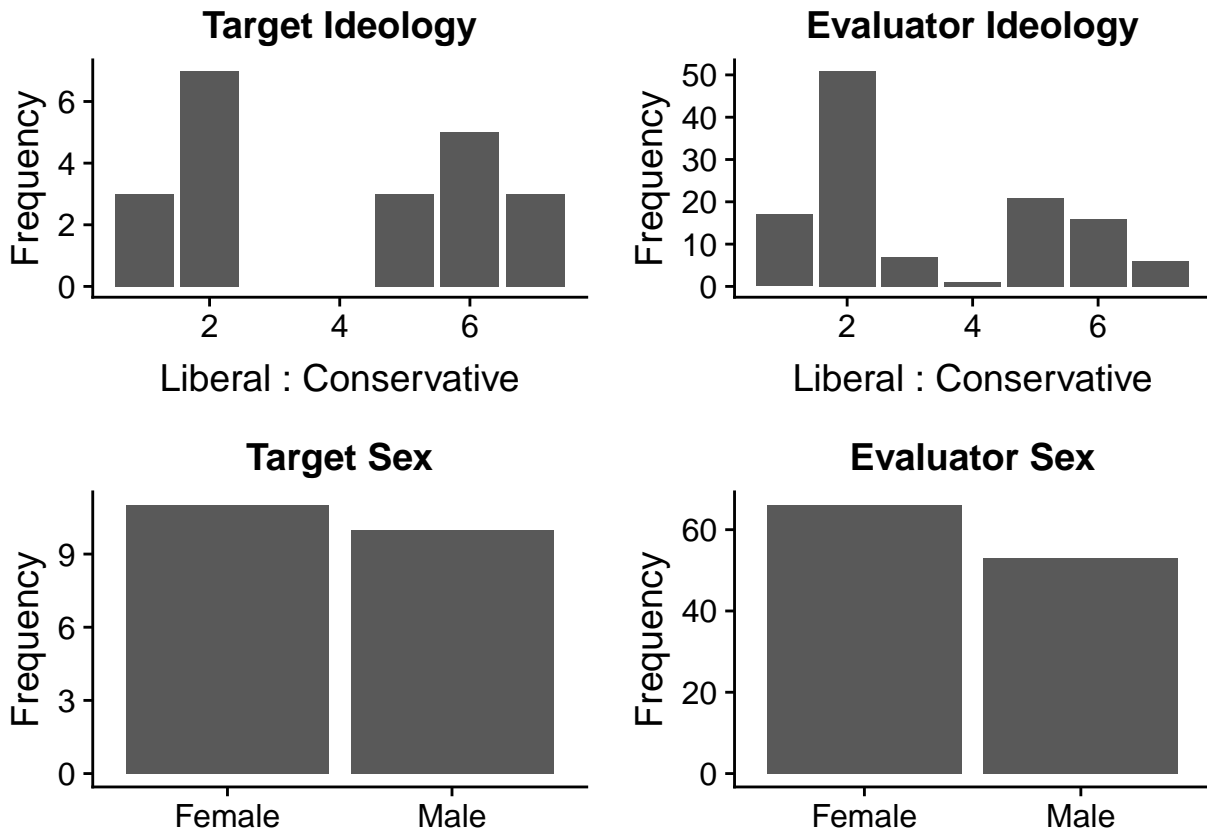 Target Ideology
Frequency
6
4
2
0
2 4 6
Liberal : Conservative
Evaluator Ideology
Frequency
50
40
30
20
10
0
2 4 6
Liberal : Conservative
Target Sex
Frequency
9
6
3
0
Female Male
Evaluator Sex
Frequency
60
40
20
0
Female Male